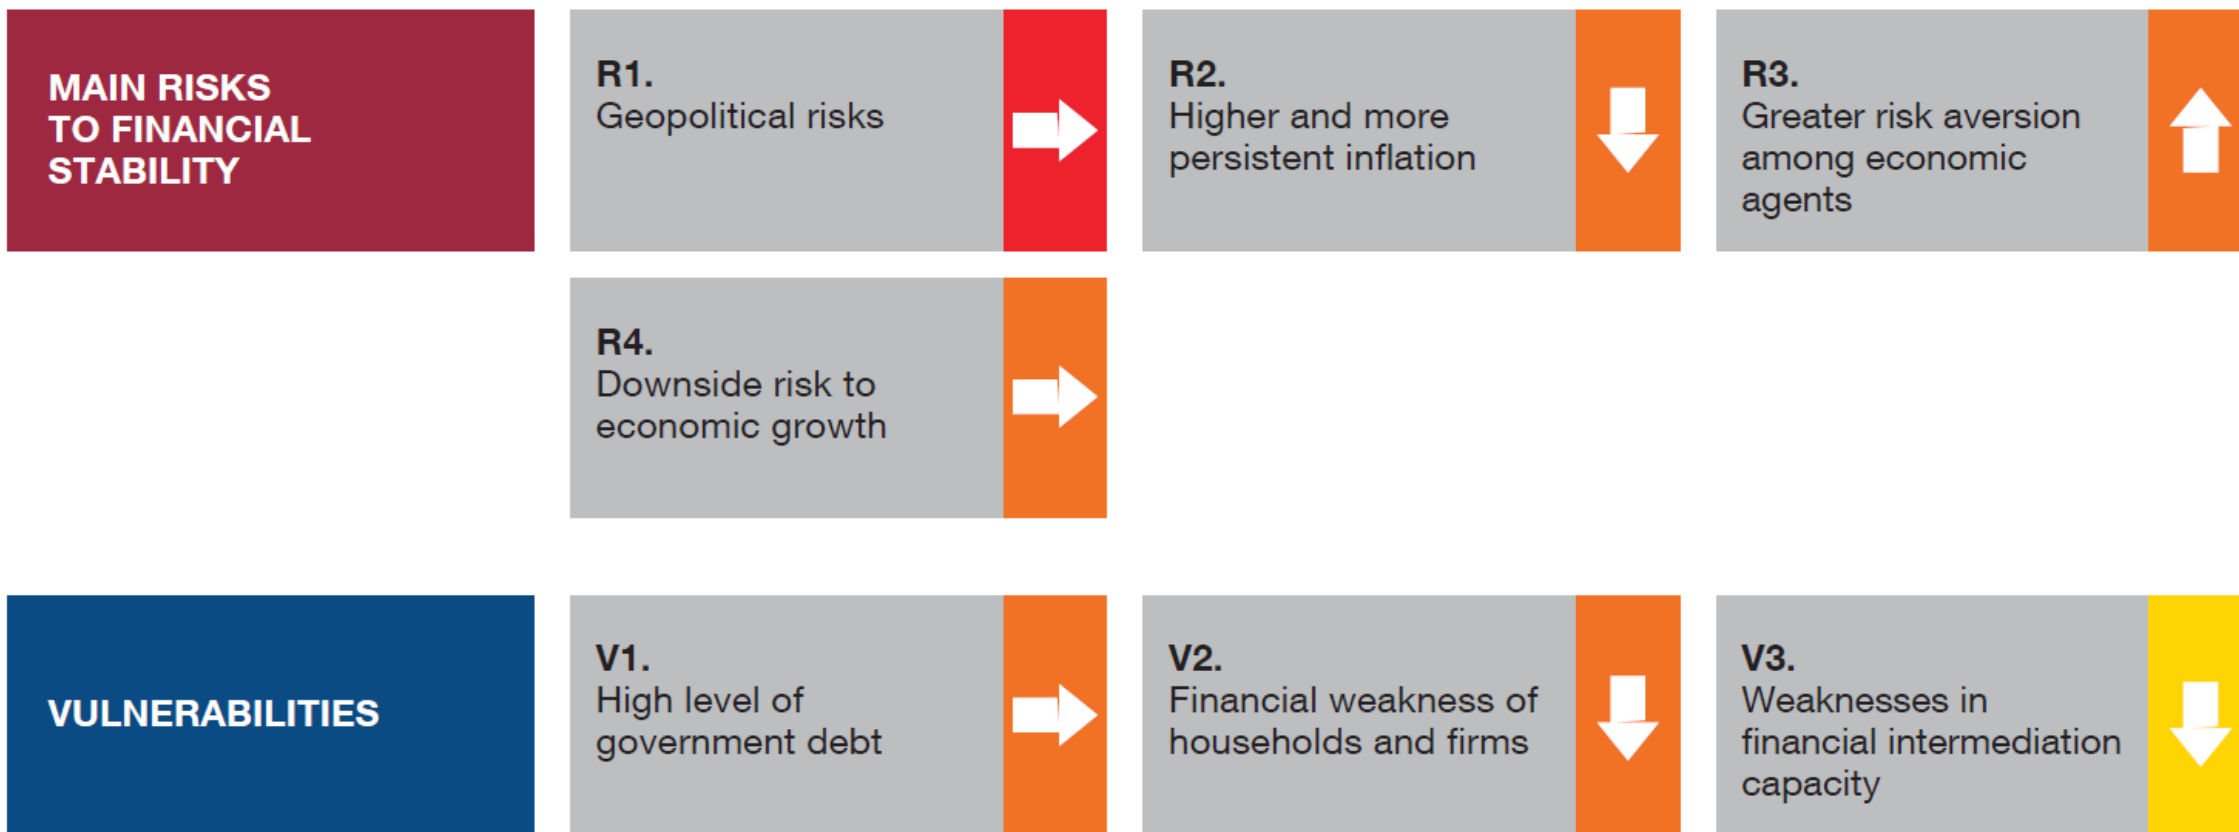 MAIN RISKS
TO FINANCIAL
STABILITY
R1.
Geopolitical risks
R2.
Higher and more
persistent inflation
R3.
Greater risk aversion
among economic
agents
R4.
Downside risk to
economic growth
VULNERABILITIES
V1.
High level of
government debt
V2.
Financial weakness of
households and firms
V3.
Weaknesses in
financial intermediation
capacity